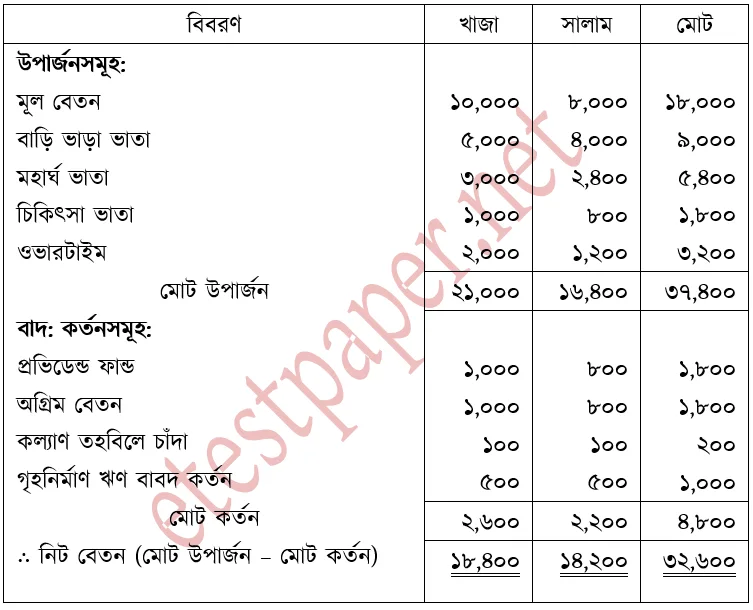 বিবরণ খাজা সালাম মোট
উপার্জনসমূহ:
মূল বেতন ১০,০০০ ৮,০০০ ১৮,০০০
বাড়ি ভাড়া ভাতা ৫,০০০ ৪,০০০ ৯,০০০
মহার্ঘ ভাতা ৩,০০০ ২,৪০০ ৫,৪০০
চিকিৎসা ভাতা ১,০০০ ৮০০ ১,৮০০
ওভারটাইম ২,০০০ ১,২০০ ৩,২০০
মোট উপার্জন ২১,০০০ ১৬,৪০০ ৩৭,৪০০
বাদ: কর্তনসমূহ:
প্রভিডেন্ড ফান্ড ১,০০০ ৮০০ ১,৮০০
অগ্রিম বেতন ১,০০০ ৮০০ ১,৮০০
কল্যাণ তহবিলে চাঁদা ১০০ ১০০ ২০০
গৃহনির্মাণ ঋণ বাবদ কর্তন ৫০০ ৫০০ ১,০০০
মোট কর্তন ২,৬০০ ২,২০০ ৪,৮০০
∴ নিট বেতন (মোট উপার্জন – মোট কর্তন) ১৮,৪০০ ১৪,২০০ ৩২,৬০০
etestpaper.net